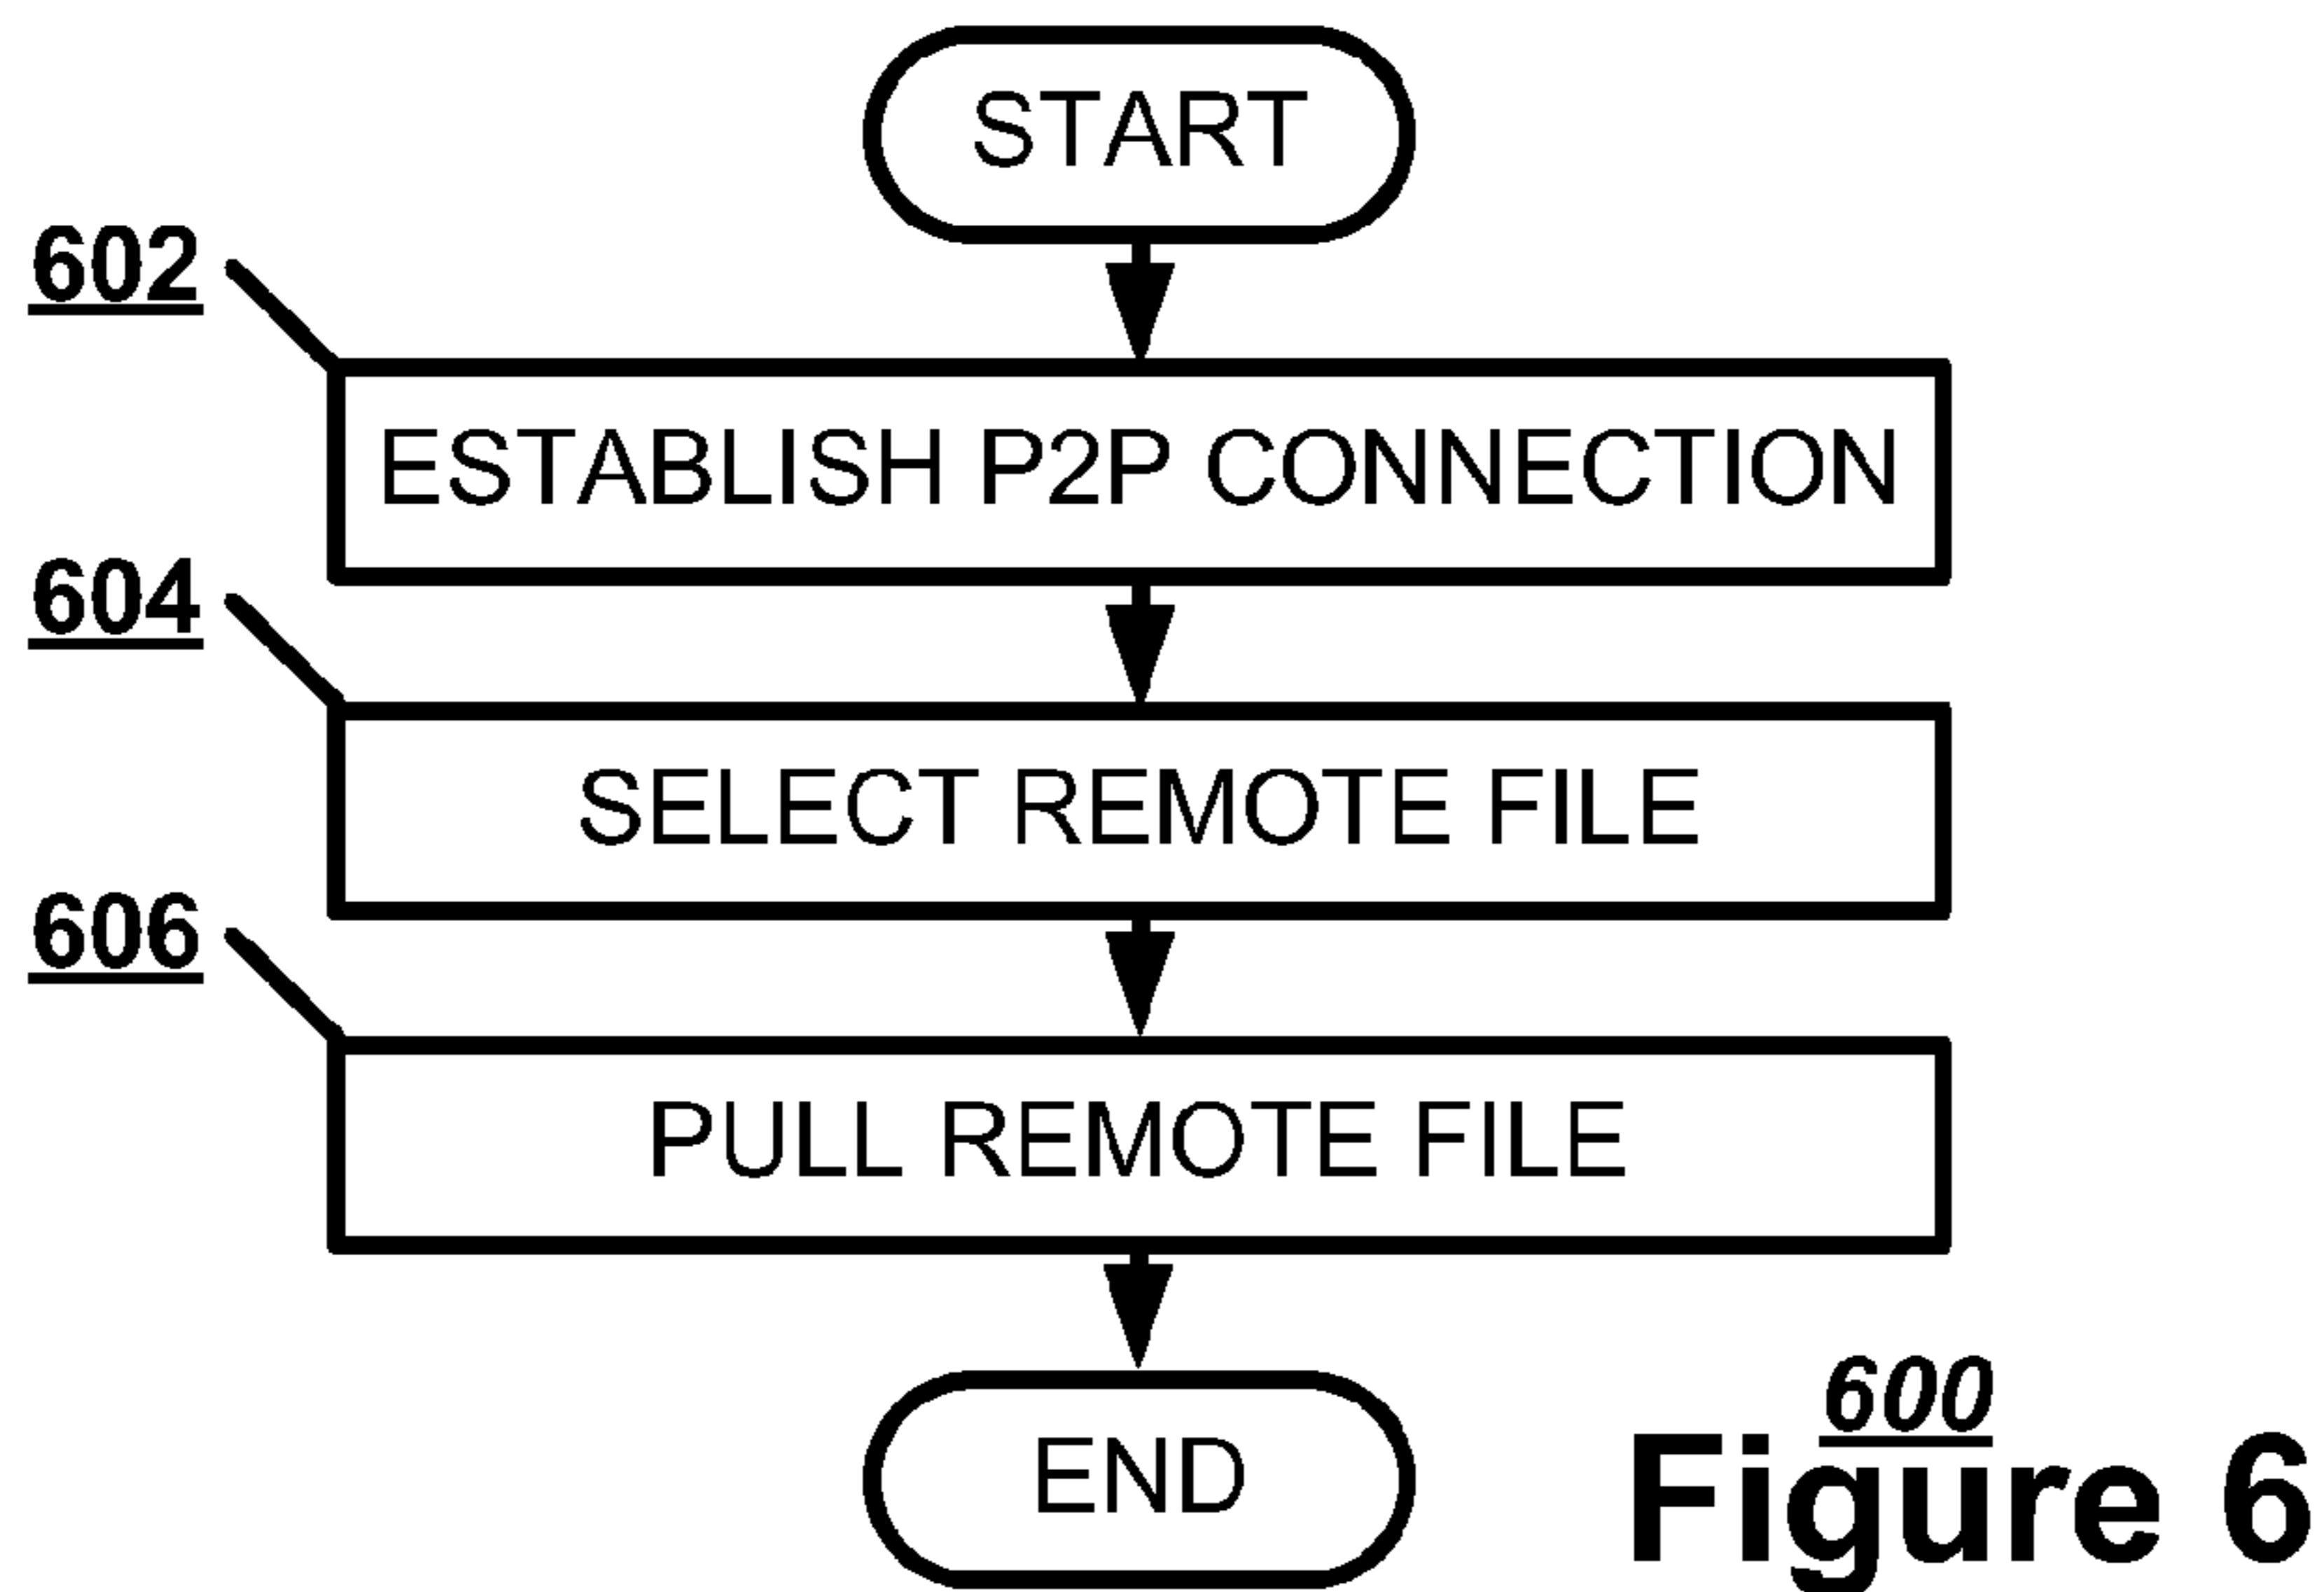 START
602
ESTABLISH P2P CONNECTION
604
SELECT REMOTE FILE
606
PULL REMOTE FILE
END
600
Figure 6